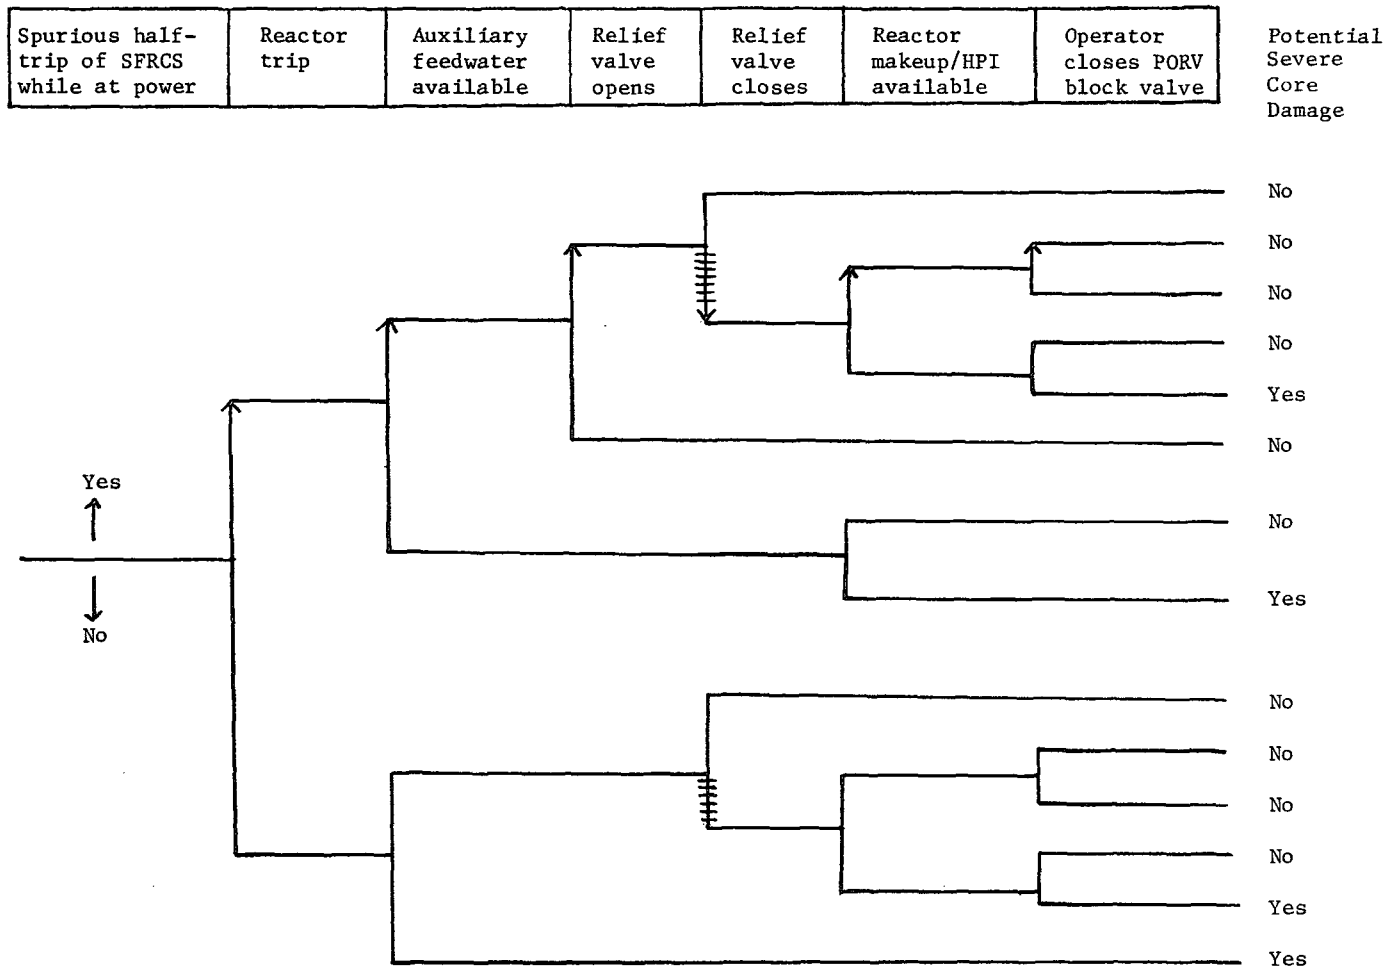 Spurious half-
trip of SFRCS
while at power
Reactor
trip
Auxiliary
feedwater
available
Relief
valve
opens
Relief
valve
closes
Reactor
makeup/HPI
available
Operator
closes PORV
block valve
Potential
Severe
Core
Damage
No
No
No
No
Yes
No
Yes
No
No
Yes
No
No
No
No
Yes
Yes